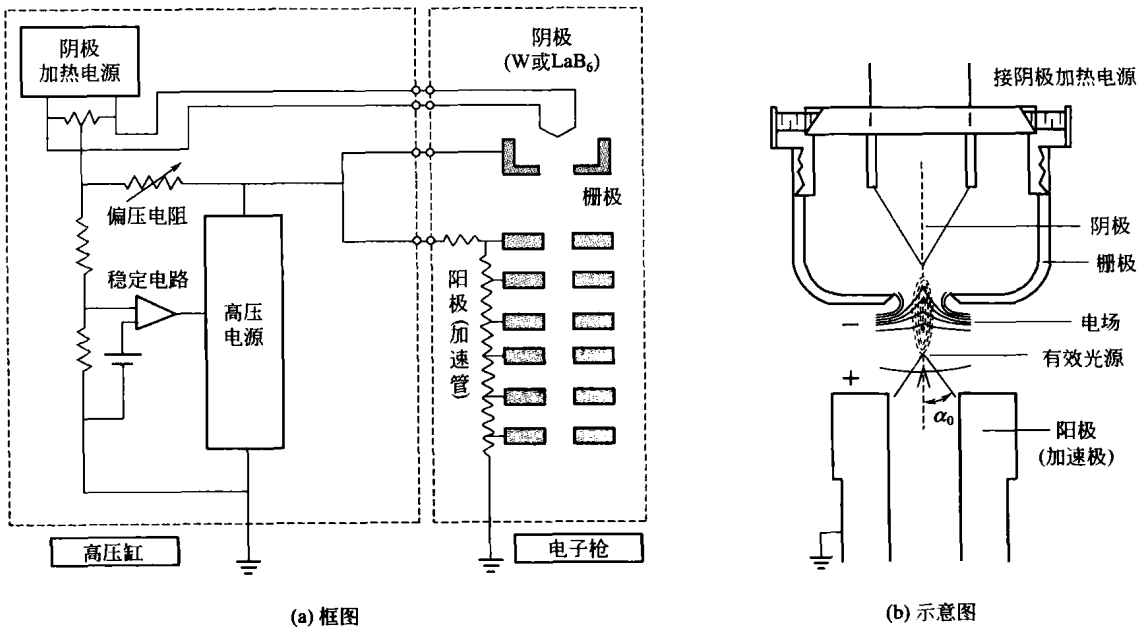 阴极
加热电源
偏压电阻
稳定电路
高压
电源
高压缸
阴极
(W或LaB₆)
栅极
阳极(加速管)
电子枪
(a) 框图
接阴极加热电源
阴极
栅极
−
电场
有效光源
+
α₀
阳极
(加速极)
(b) 示意图